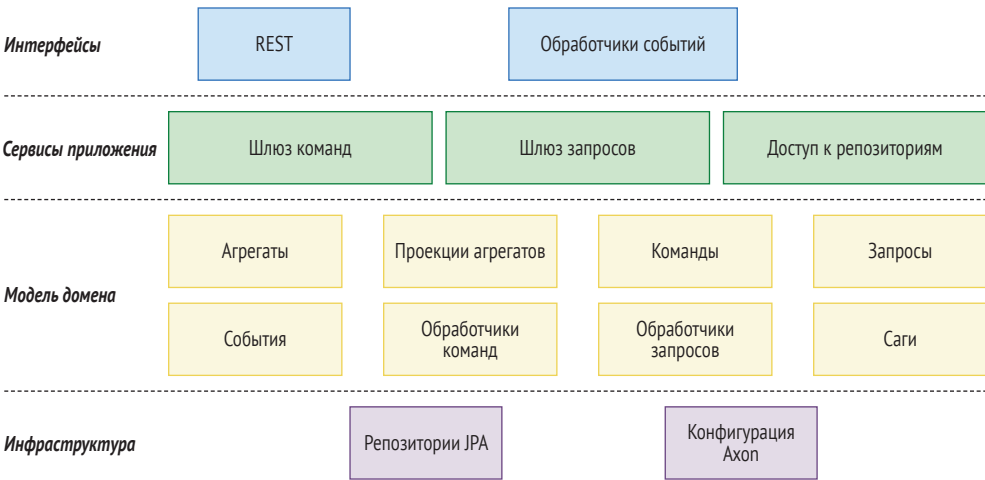 Интерфейсы
REST
Обработчики событий
Сервисы приложения
Шлюз команд
Шлюз запросов
Доступ к репозиториям
Модель домена
Агрегаты
Проекции агрегатов
Команды
Запросы
События
Обработчики
команд
Обработчики
запросов
Саги
Инфраструктура
Репозитории JPA
Конфигурация
Axon